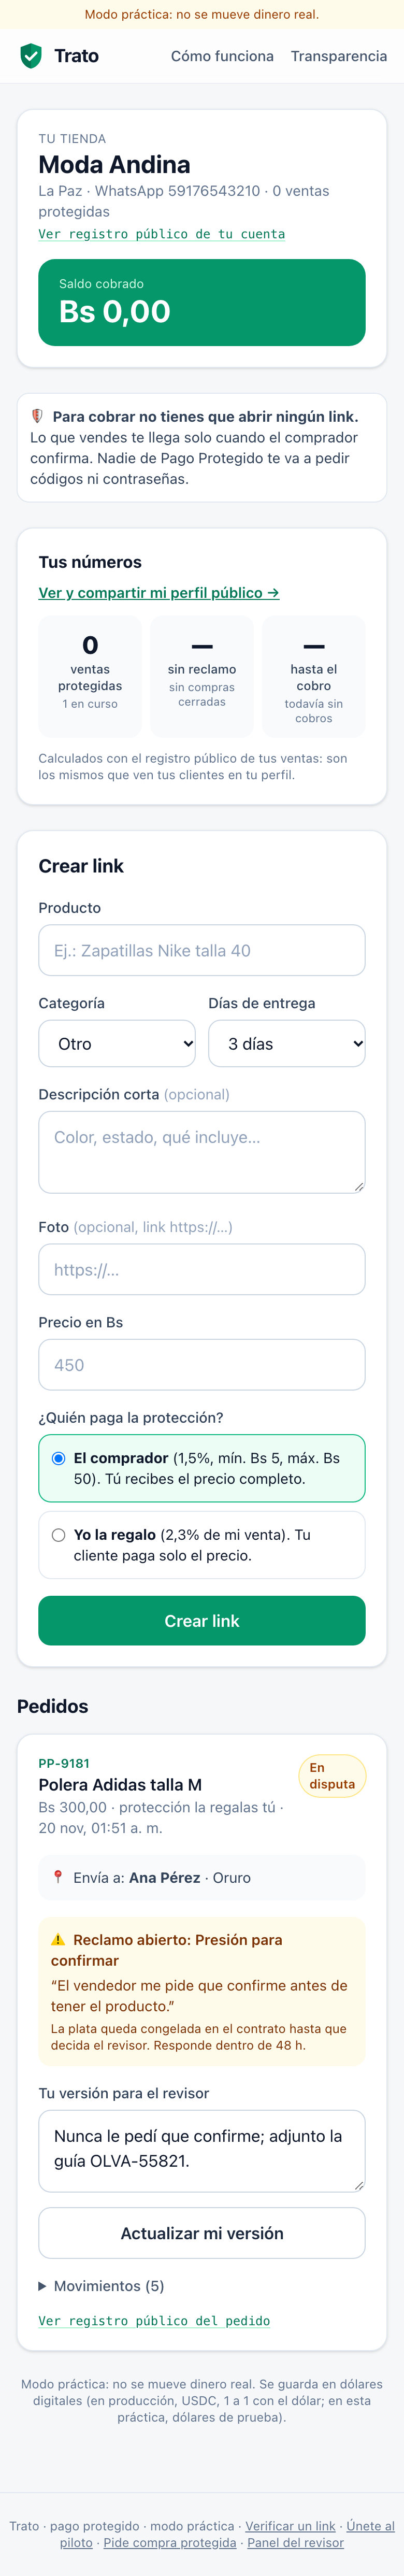 Modo práctica: no se mueve dinero real.
Trato
Cómo funciona
Transparencia
TU TIENDA
Moda Andina
La Paz · WhatsApp 59176543210 · 0 ventas
protegidas
Ver registro público de tu cuenta
Saldo cobrado
Bs 0,00
Para cobrar no tienes que abrir ningún link.
Lo que vendes te llega solo cuando el comprador
confirma. Nadie de Pago Protegido te va a pedir
códigos ni contraseñas.
Tus números
Ver y compartir mi perfil público →
0
ventas
protegidas
1 en curso
—
sin reclamo
sin compras
cerradas
—
hasta el
cobro
todavía sin
cobros
Calculados con el registro público de tus ventas: son
los mismos que ven tus clientes en tu perfil.
Crear link
Producto
Ej.: Zapatillas Nike talla 40
Categoría
Días de entrega
Otro
3 días
Descripción corta (opcional)
Color, estado, qué incluye...
Foto (opcional, link https://...)
https://...
Precio en Bs
450
¿Quién paga la protección?
El comprador (1,5%, mín. Bs 5, máx. Bs
50). Tú recibes el precio completo.
Yo la regalo (2,3% de mi venta). Tu
cliente paga solo el precio.
Crear link
Pedidos
PP-9181
Polera Adidas talla M
Bs 300,00 · protección la regalas tú ·
20 nov, 01:51 a. m.
En
disputa
Envía a: Ana Pérez · Oruro
Reclamo abierto: Presión para
confirmar
“El vendedor me pide que confirme antes de
tener el producto.”
La plata queda congelada en el contrato hasta que
decida el revisor. Responde dentro de 48 h.
Tu versión para el revisor
Nunca le pedí que confirme; adjunto la
guía OLVA-55821.
Actualizar mi versión
Movimientos (5)
Ver registro público del pedido
Modo práctica: no se mueve dinero real. Se guarda en dólares
digitales (en producción, USDC, 1 a 1 con el dólar; en esta
práctica, dólares de prueba).
Trato · pago protegido · modo práctica · Verificar un link · Únete al
piloto · Pide compra protegida · Panel del revisor